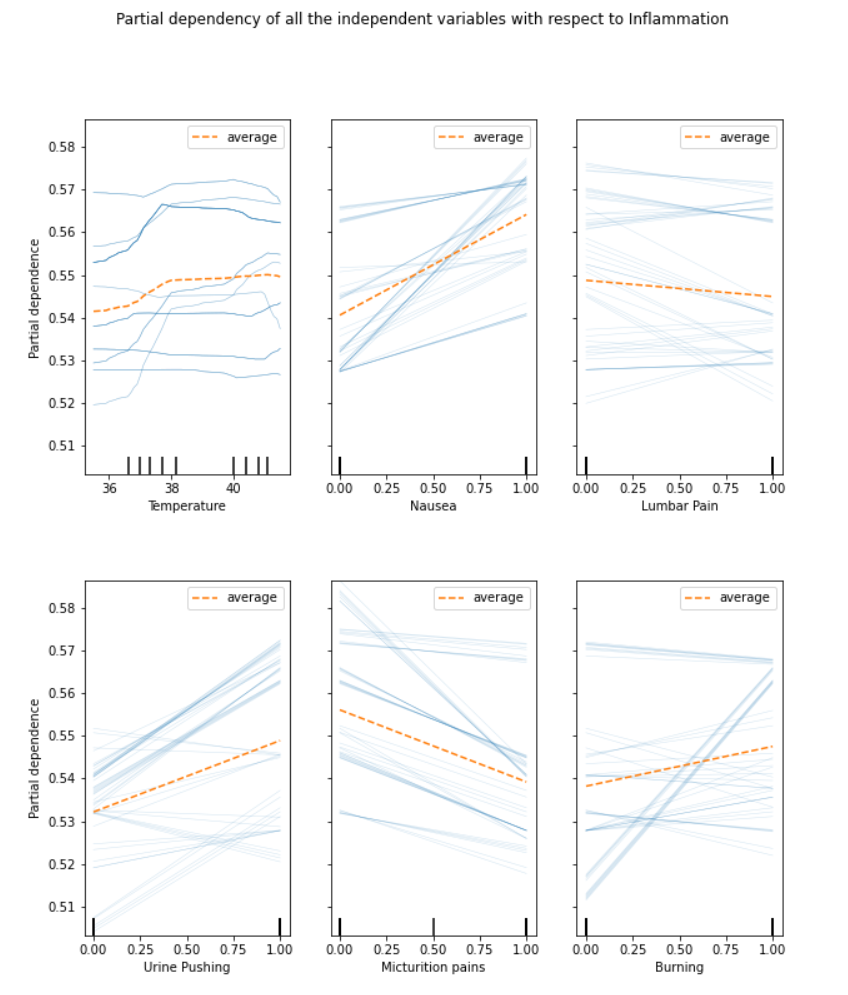 Partial dependency of all the independent variables with respect to Inflammation
average
average
average
0.58
0.57
0.56
0.55
0.54
0.53
0.52
0.51
Partial dependence
36 38 40
0.00 0.25 0.50 0.75 1.00
0.00 0.25 0.50 0.75 1.00
Temperature
Nausea
Lumbar Pain
average
average
average
0.58
0.57
0.56
0.55
0.54
0.53
0.52
0.51
Partial dependence
0.00 0.25 0.50 0.75 1.00
0.00 0.25 0.50 0.75 1.00
0.00 0.25 0.50 0.75 1.00
Urine Pushing
Micturition pains
Burning